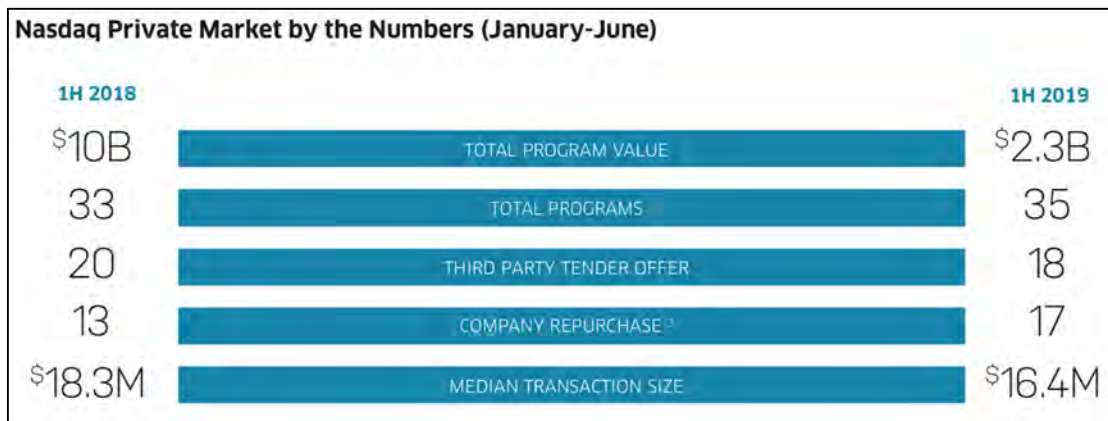 Nasdaq Private Market by the Numbers (January-June)
1H 2018
1H 2019
$10B TOTAL PROGRAM VALUE $2.3B
33 TOTAL PROGRAMS 35
20 THIRD PARTY TENDER OFFER 18
13 COMPANY REPURCHASE 17
$18.3M MEDIAN TRANSACTION SIZE $16.4M